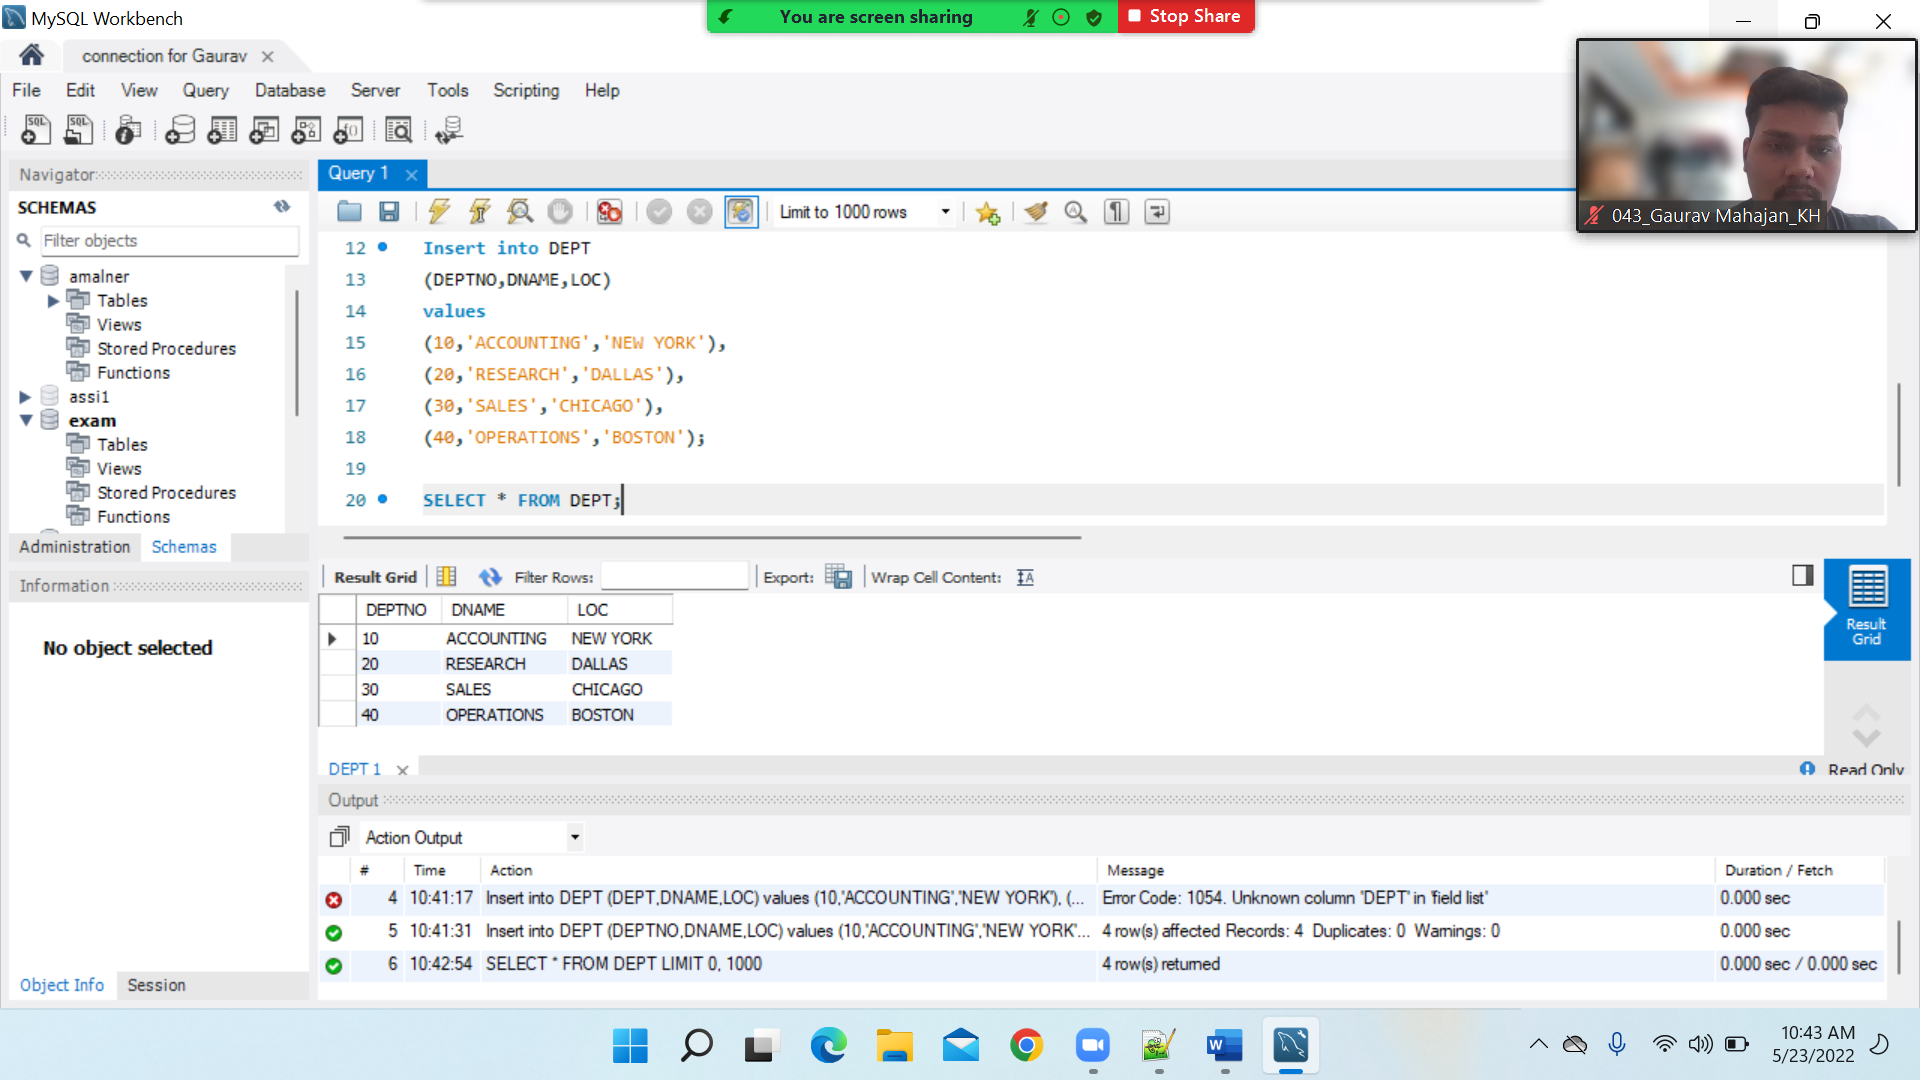 MySQL Workbench
You are screen sharing
Stop Share
connection for Gaurav
File Edit View Query Database Server Tools Scripting Help
043_Gaurav Mahajan_KH
Navigator
SCHEMAS
Filter objects
amalner
Tables
Views
Stored Procedures
Functions
assi1
exam
Tables
Views
Stored Procedures
Functions
Administration Schemas
Information
No object selected
Object Info Session
Query 1
Limit to 1000 rows
12 Insert into DEPT
13 (DEPTNO,DNAME,LOC)
14 values
15 (10,'ACCOUNTING','NEW YORK'),
16 (20,'RESEARCH','DALLAS'),
17 (30,'SALES','CHICAGO'),
18 (40,'OPERATIONS','BOSTON');
19
20 SELECT * FROM DEPT;
Result Grid Filter Rows: Export: Wrap Cell Content:
DEPTNO DNAME LOC
10 ACCOUNTING NEW YORK
20 RESEARCH DALLAS
30 SALES CHICAGO
40 OPERATIONS BOSTON
Result
Grid
DEPT 1
Read Only
Output
Action Output
# Time Action Message Duration / Fetch
4 10:41:17 Insert into DEPT (DEPT,DNAME,LOC) values (10,'ACCOUNTING','NEW YORK'), (... Error Code: 1054. Unknown column 'DEPT' in 'field list' 0.000 sec
5 10:41:31 Insert into DEPT (DEPTNO,DNAME,LOC) values (10,'ACCOUNTING','NEW YORK'... 4 row(s) affected Records: 4 Duplicates: 0 Warnings: 0 0.000 sec
6 10:42:54 SELECT * FROM DEPT LIMIT 0, 1000 4 row(s) returned 0.000 sec / 0.000 sec
10:43 AM
5/23/2022